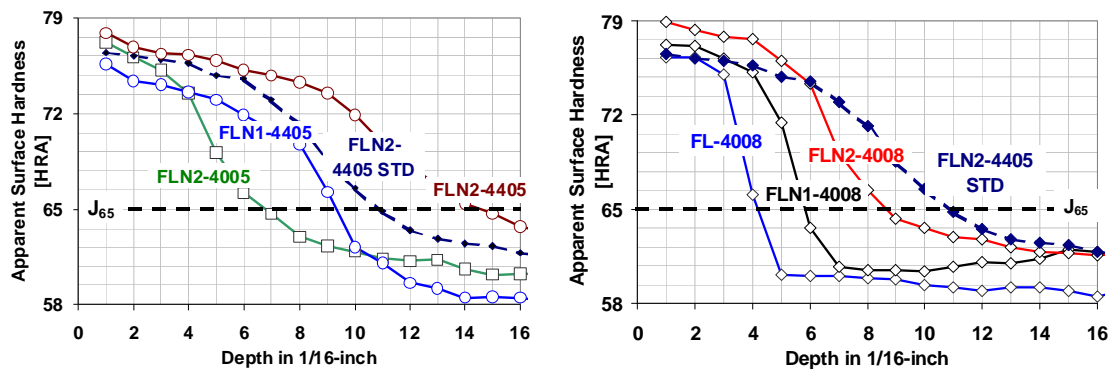 79
72
65
58
Apparent Surface Hardness
[HRA]
FLN1-4405
FLN2-
4405 STD
FLN2-4005
FLN2-4405
J65
0 2 4 6 8 10 12 14 16
Depth in 1/16-inch
79
72
65
58
Apparent Surface Hardness
[HRA]
FL-4008
FLN2-4008
FLN2-4405
STD
FLN1-4008
J65
0 2 4 6 8 10 12 14 16
Depth in 1/16-inch